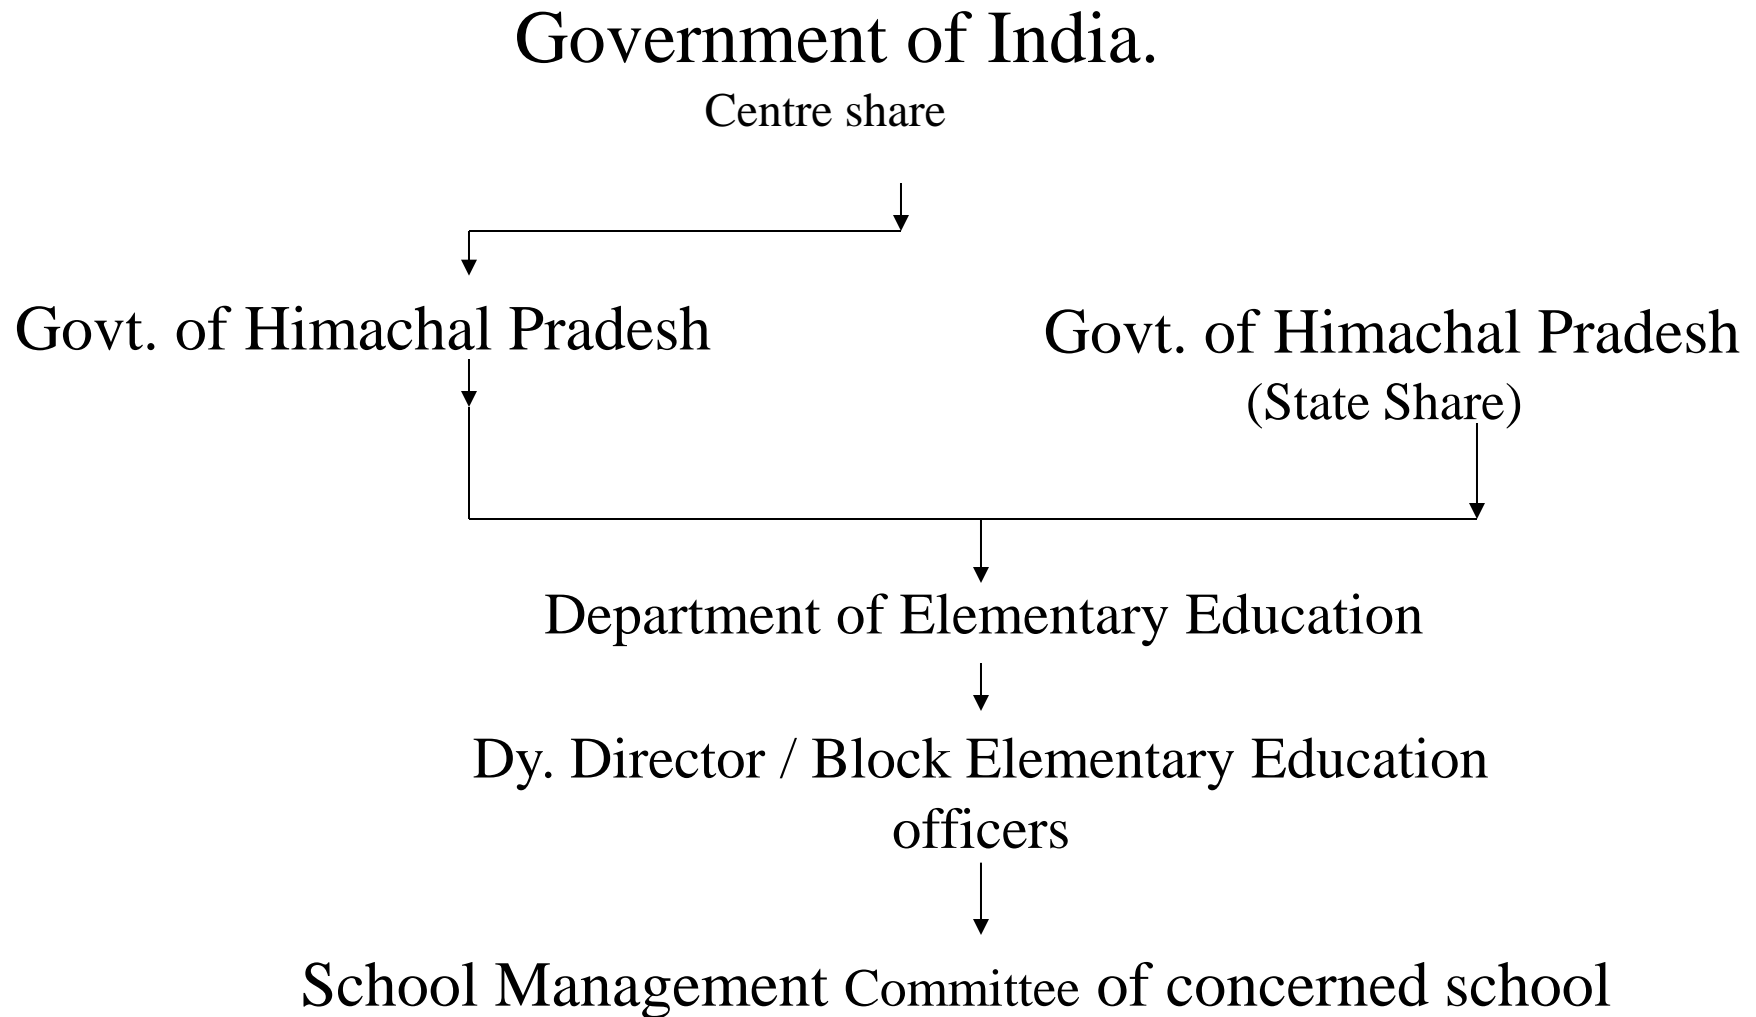 Government of India.
Centre share
Govt. of Himachal Pradesh
Govt. of Himachal Pradesh
(State Share)
Department of Elementary Education
Dy. Director / Block Elementary Education
officers
School Management Committee of concerned school